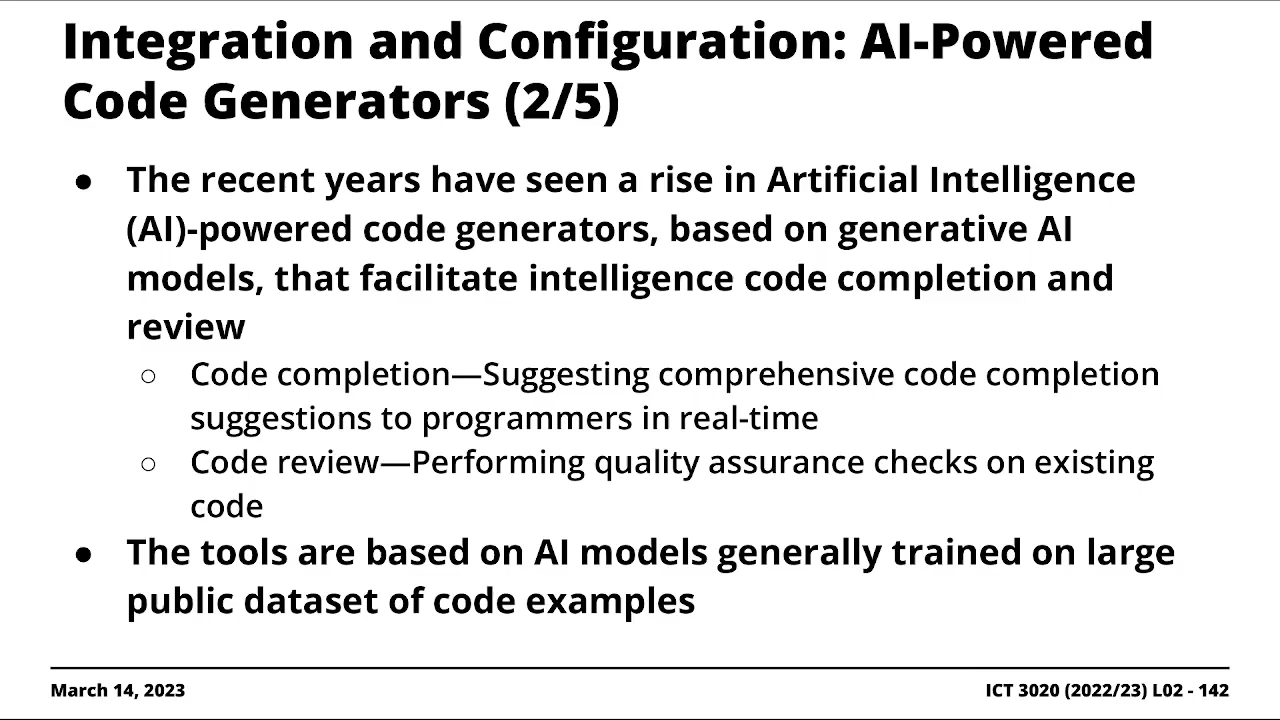 Integration and Configuration: AI-Powered
Code Generators (2/5)
● The recent years have seen a rise in Artificial Intelligence
(AI)-powered code generators, based on generative AI
models, that facilitate intelligence code completion and
review
○ Code completion—Suggesting comprehensive code completion
suggestions to programmers in real-time
○ Code review—Performing quality assurance checks on existing
code
● The tools are based on AI models generally trained on large
public dataset of code examples
March 14, 2023
ICT 3020 (2022/23) L02 - 142